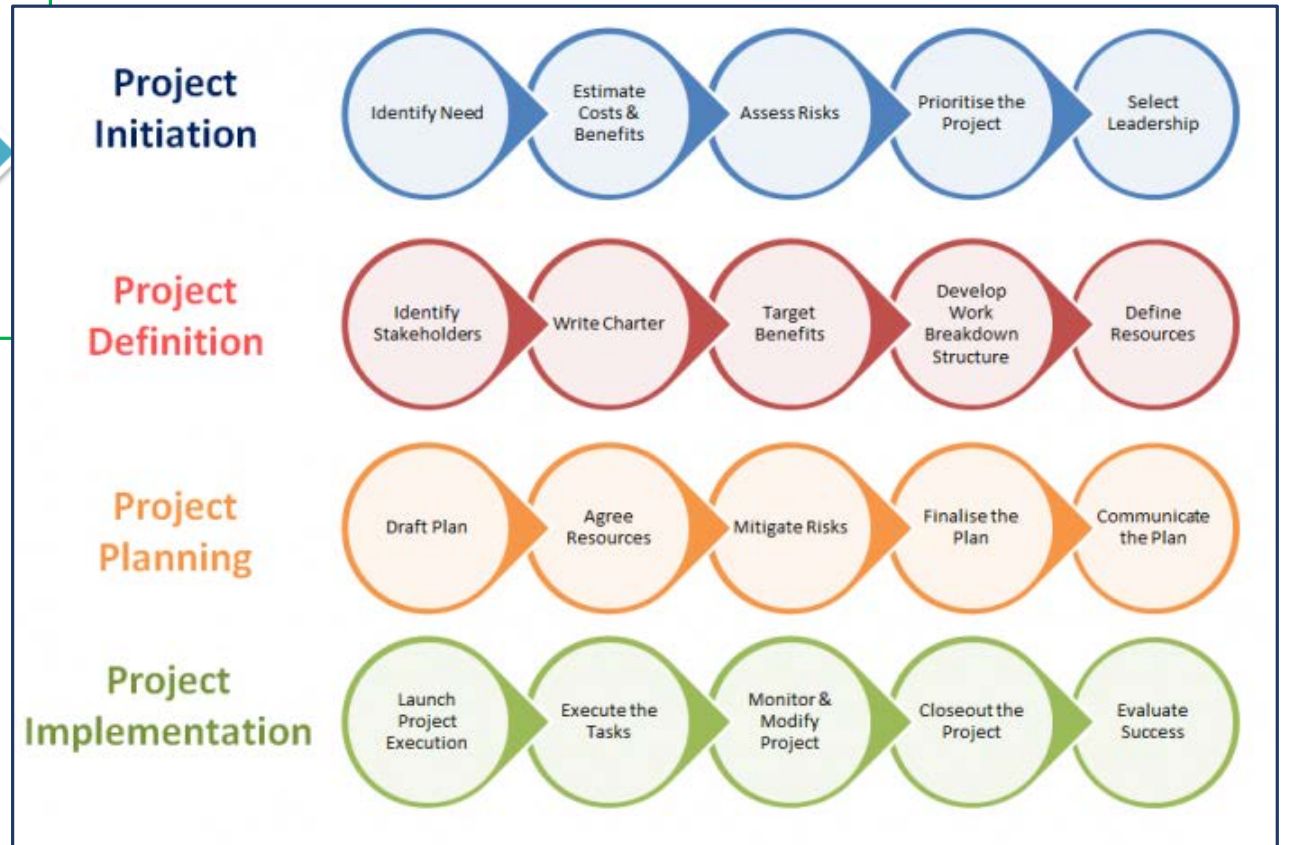 Project
Initiation
Identify Need
Estimate
Costs &
Benefits
Assess Risks
Prioritise the
Project
Select
Leadership
Project
Definition
Identify
Stakeholders
Write Charter
Target
Benefits
Develop
Work
Breakdown
Structure
Define
Resources
Project
Planning
Draft Plan
Agree
Resources
Mitigate Risks
Finalise the
Plan
Communicate
the Plan
Project
Implementation
Launch
Project
Execution
Execute the
Tasks
Monitor &
Modify
Project
Closeout the
Project
Evaluate
Success